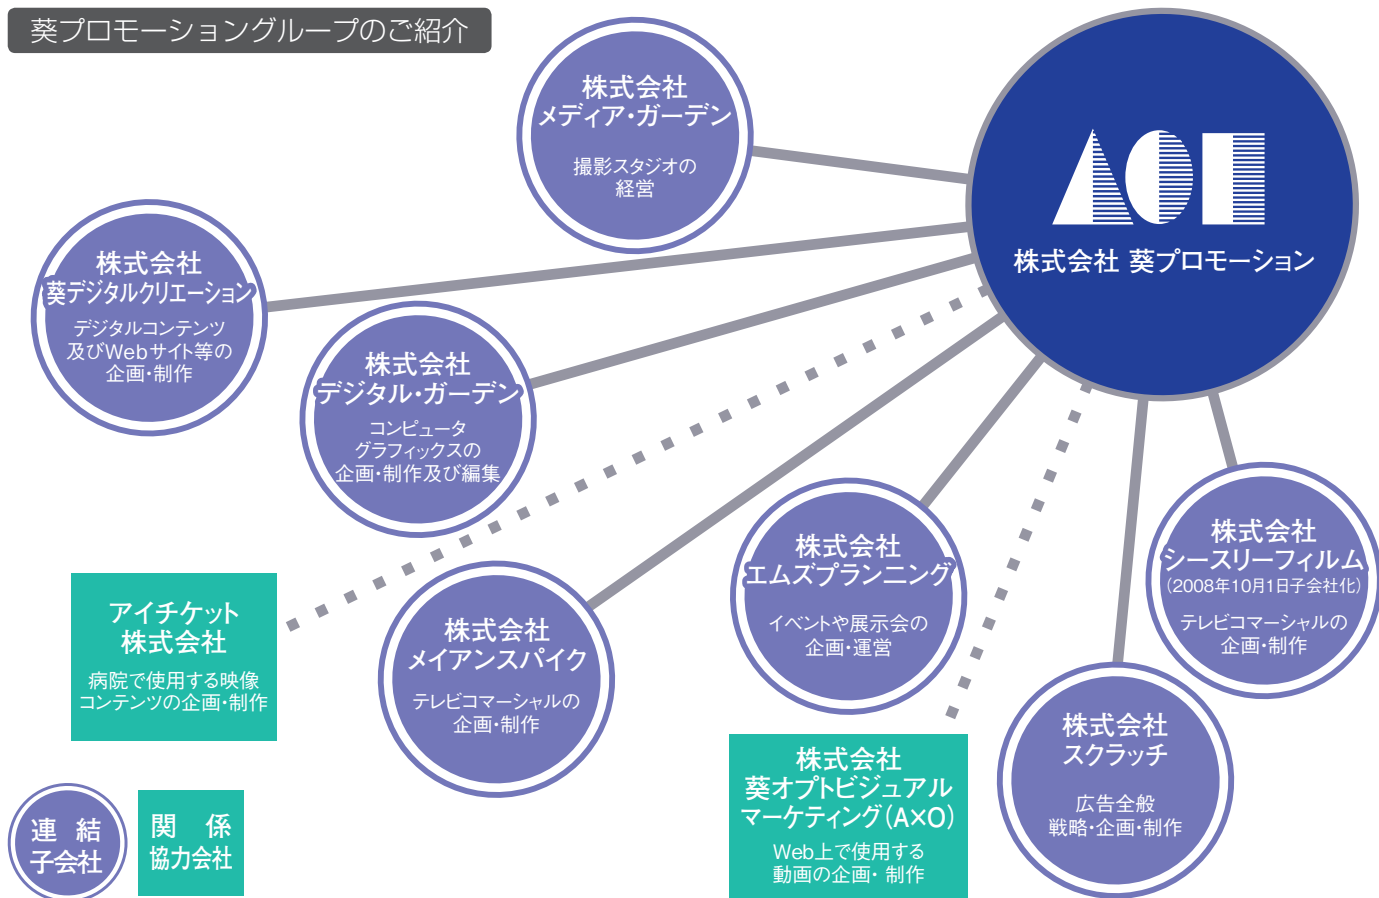 葵プロモーショングループのご紹介
株式会社
メディア・ガーデン
撮影スタジオの
経営
AOI
株式会社 葵プロモーション
株式会社
葵デジタルクリエーション
デジタルコンテンツ
及びWebサイト等の
企画・制作
株式会社
デジタル・ガーデン
コンピュータ
グラフィックスの
企画・制作及び編集
アイチケット
株式会社
病院で使用する映像
コンテンツの企画・制作
株式会社
メイアンスパイク
テレビコマーシャルの
企画・制作
株式会社
エムズプランニング
イベントや展示会の
企画・運営
株式会社
葵オプトビジュアル
マーケティング(A×O)
Web上で使用する
動画の企画・ 制作
株式会社
スクラッチ
広告全般
戦略・企画・制作
株式会社
シースリーフィルム
(2008年10月1日子会社化)
テレビコマーシャルの
企画・制作
連 結
子会社
関 係
協力会社